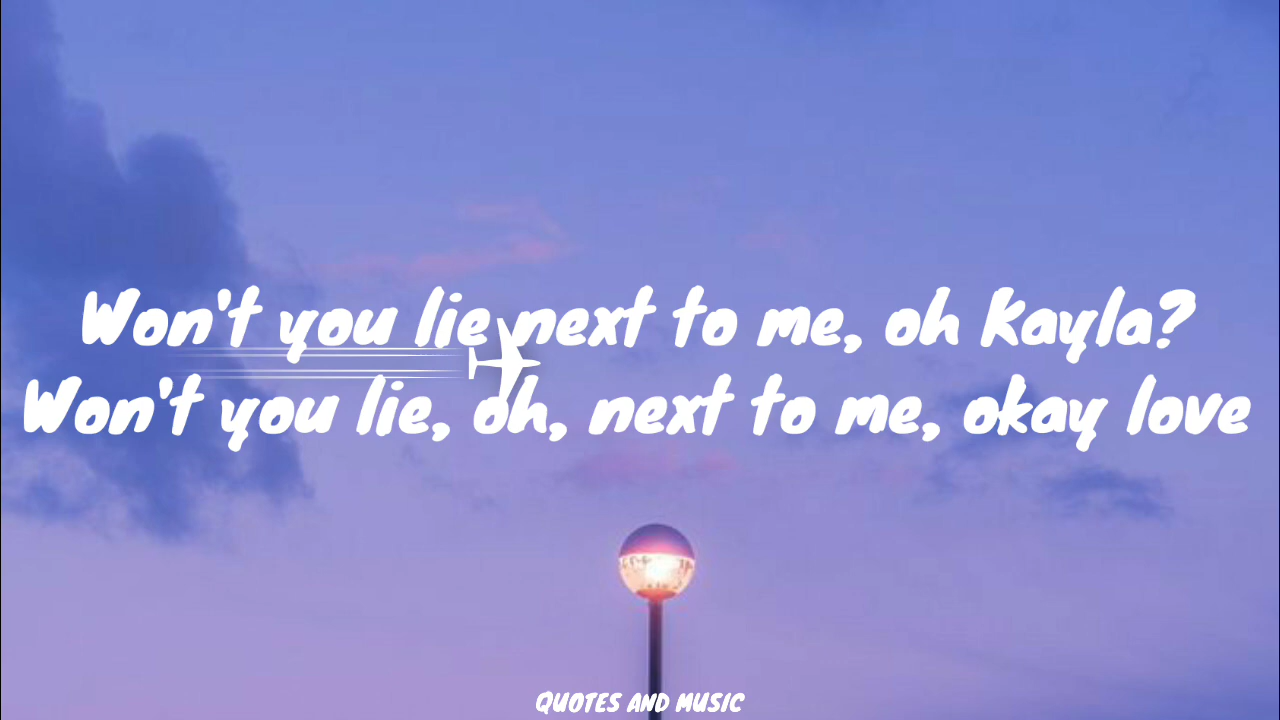 Won't you lie next to me, oh Kayla?
Won't you lie, oh, next to me, okay love
QUOTES AND MUSIC